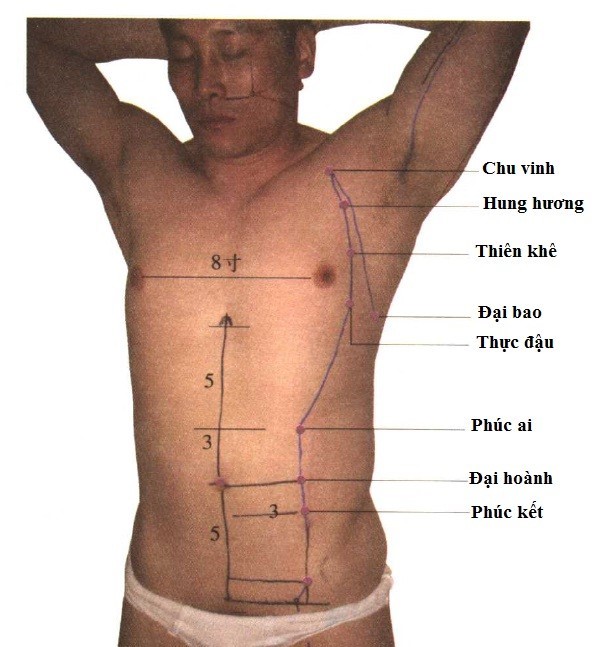 Chu vinh
Hung hương
Thiên khê
8寸
Đại bao
Thực đậu
5
Phúc ai
3
Đại hoành
3
Phúc kết
5